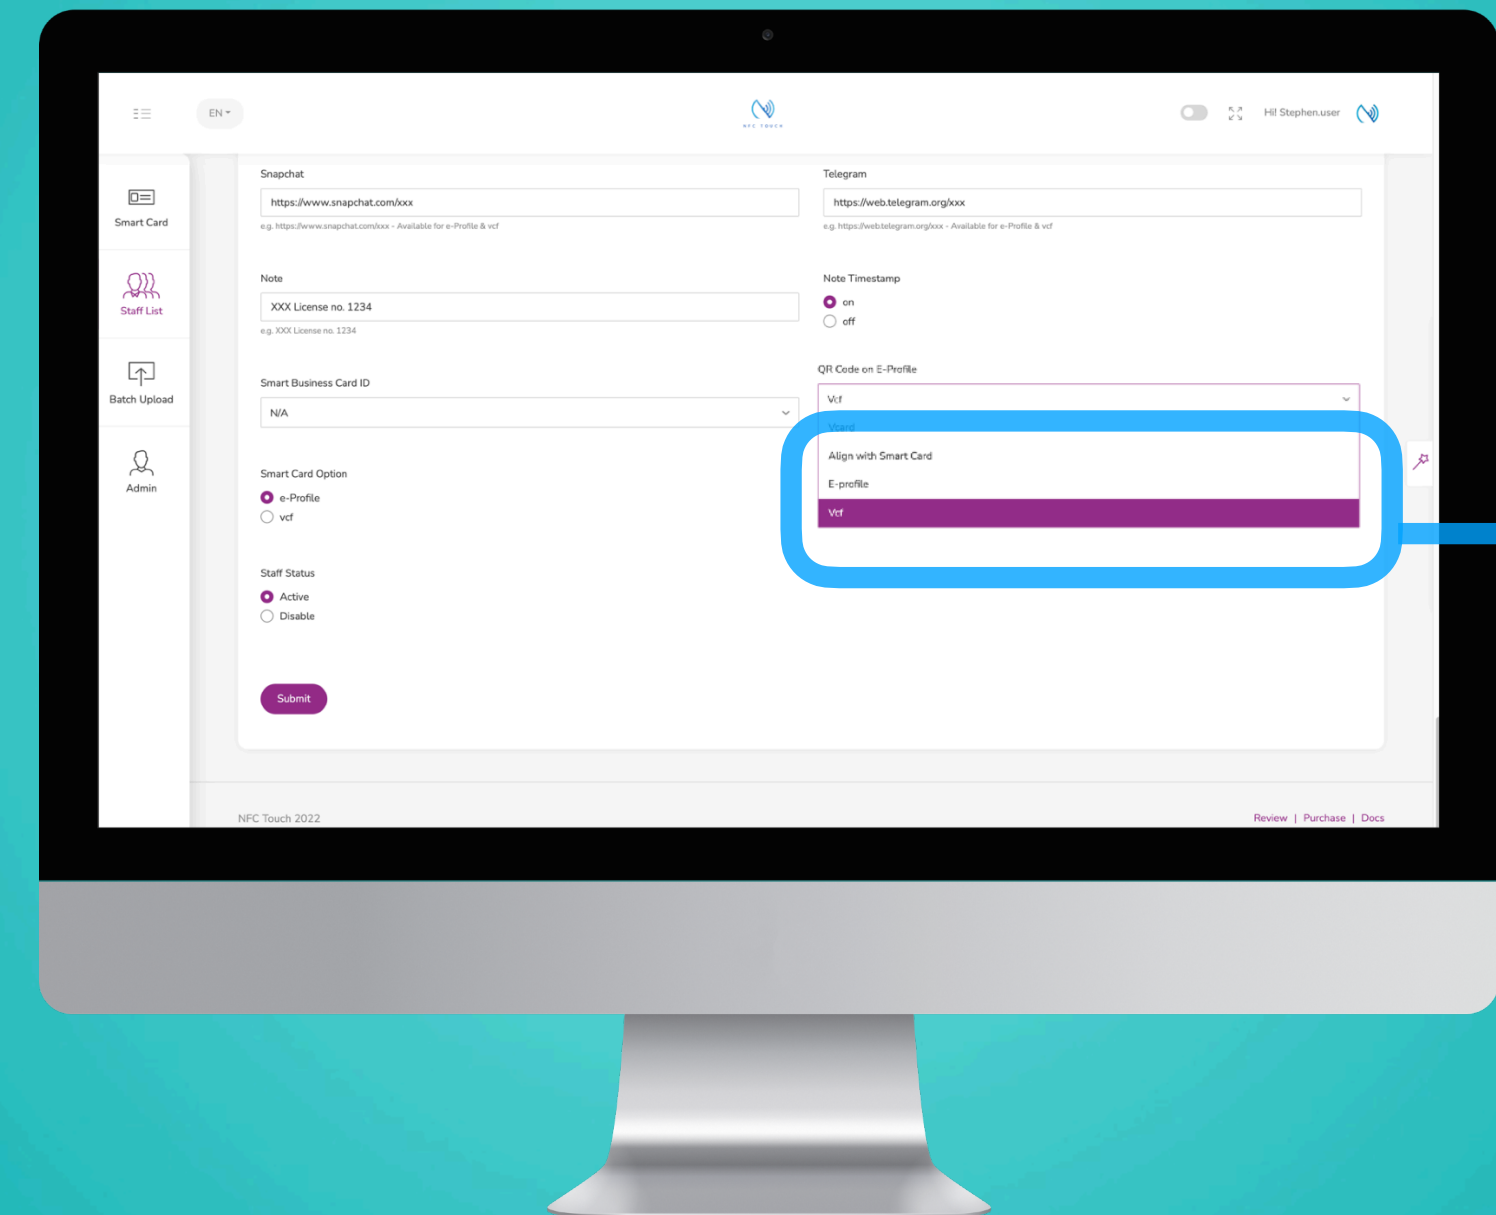 EN
NFC TOUCH
Hi! Stephen.user
Smart Card
Staff List
Batch Upload
Admin
Snapchat
https://www.snapchat.com/xxx
e.g. https://www.snapchat.com/xxx - Available for e-Profile & vcf
Telegram
https://web.telegram.org/xxx
e.g. https://web.telegram.org/xxx - Available for e-Profile & vcf
Note
XXX License no. 1234
e.g. XXX License no. 1234
Note Timestamp
on
off
Smart Business Card ID
N/A
QR Code on E-Profile
Vcf
Vcard
Align with Smart Card
E-profile
Vcf
Smart Card Option
e-Profile
vcf
Staff Status
Active
Disable
Submit
NFC Touch 2022
Review | Purchase | Docs